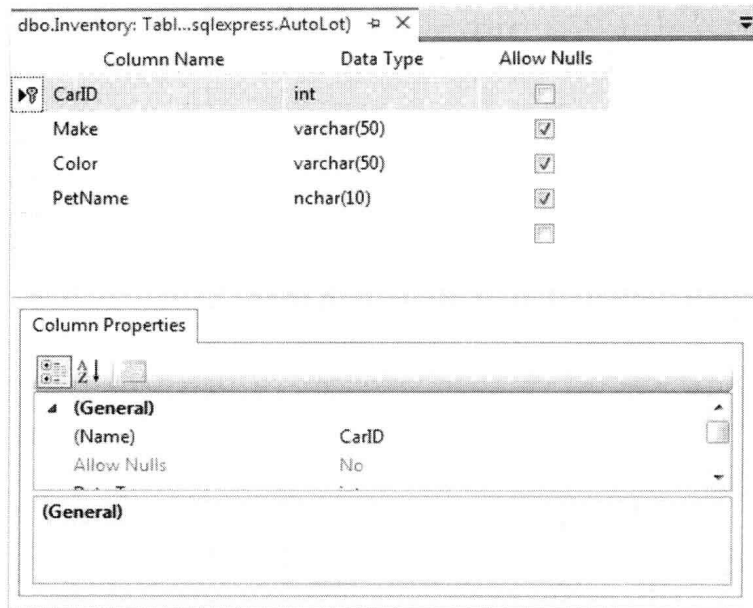 dbo.Inventory: Tabl...sqlexpress.AutoLot)
Column Name Data Type Allow Nulls
CarID int
Make varchar(50)
Color varchar(50)
PetName nchar(10)
Column Properties
A Z
(General)
(Name) CarID
Allow Nulls No
(General)